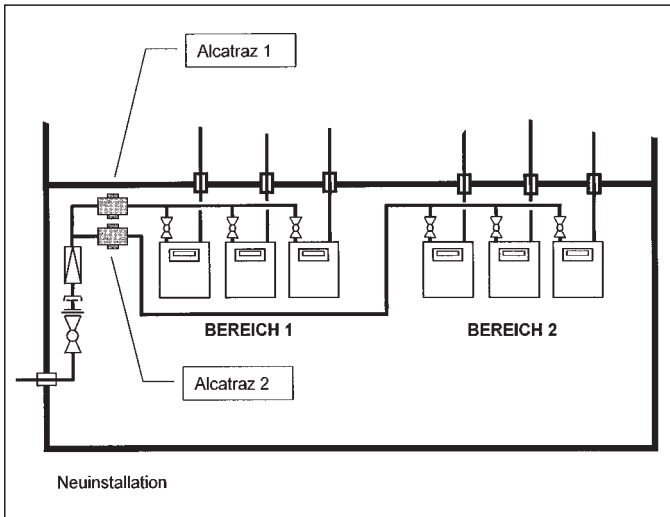 Alcatraz 1
BEREICH 1
BEREICH 2
Alcatraz 2
Neuinstallation